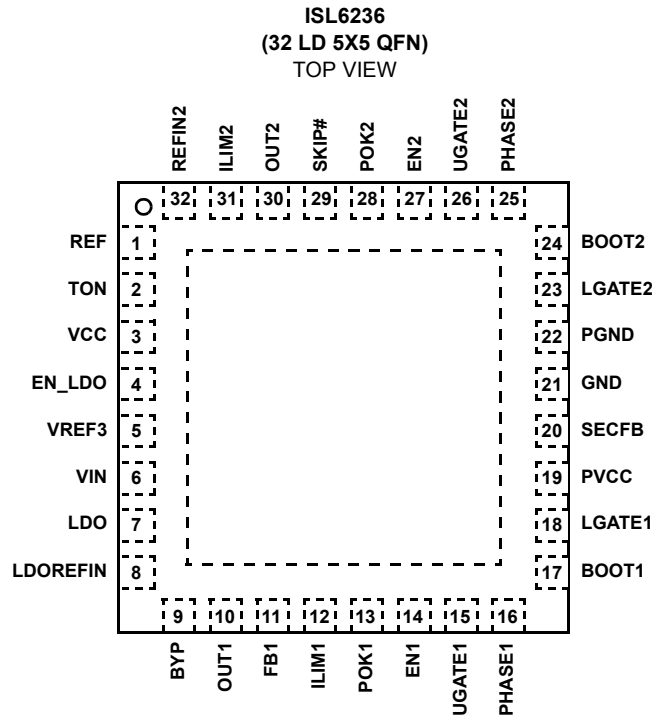 ISL6236
(32 LD 5X5 QFN)
TOP VIEW
REFIN2
ILIM2
OUT2
SKIP#
POK2
EN2
UGATE2
PHASE2
32 31 30 29 28 27 26 25
REF 1
TON 2
VCC 3
EN_LDO 4
VREF3 5
VIN 6
LDO 7
LDOREFIN 8
24 BOOT2
23 LGATE2
22 PGND
21 GND
20 SECFB
19 PVCC
18 LGATE1
17 BOOT1
9 10 11 12 13 14 15 16
BYP
OUT1
FB1
ILIM1
POK1
EN1
UGATE1
PHASE1